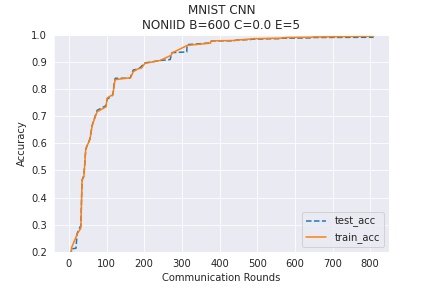 MNIST CNN
NONIID B=600 C=0.0 E=5
1.0
0.9
0.8
0.7
0.6
0.5
0.4
0.3
0.2
Accuracy
test_acc
train_acc
0 100 200 300 400 500 600 700 800
Communication Rounds